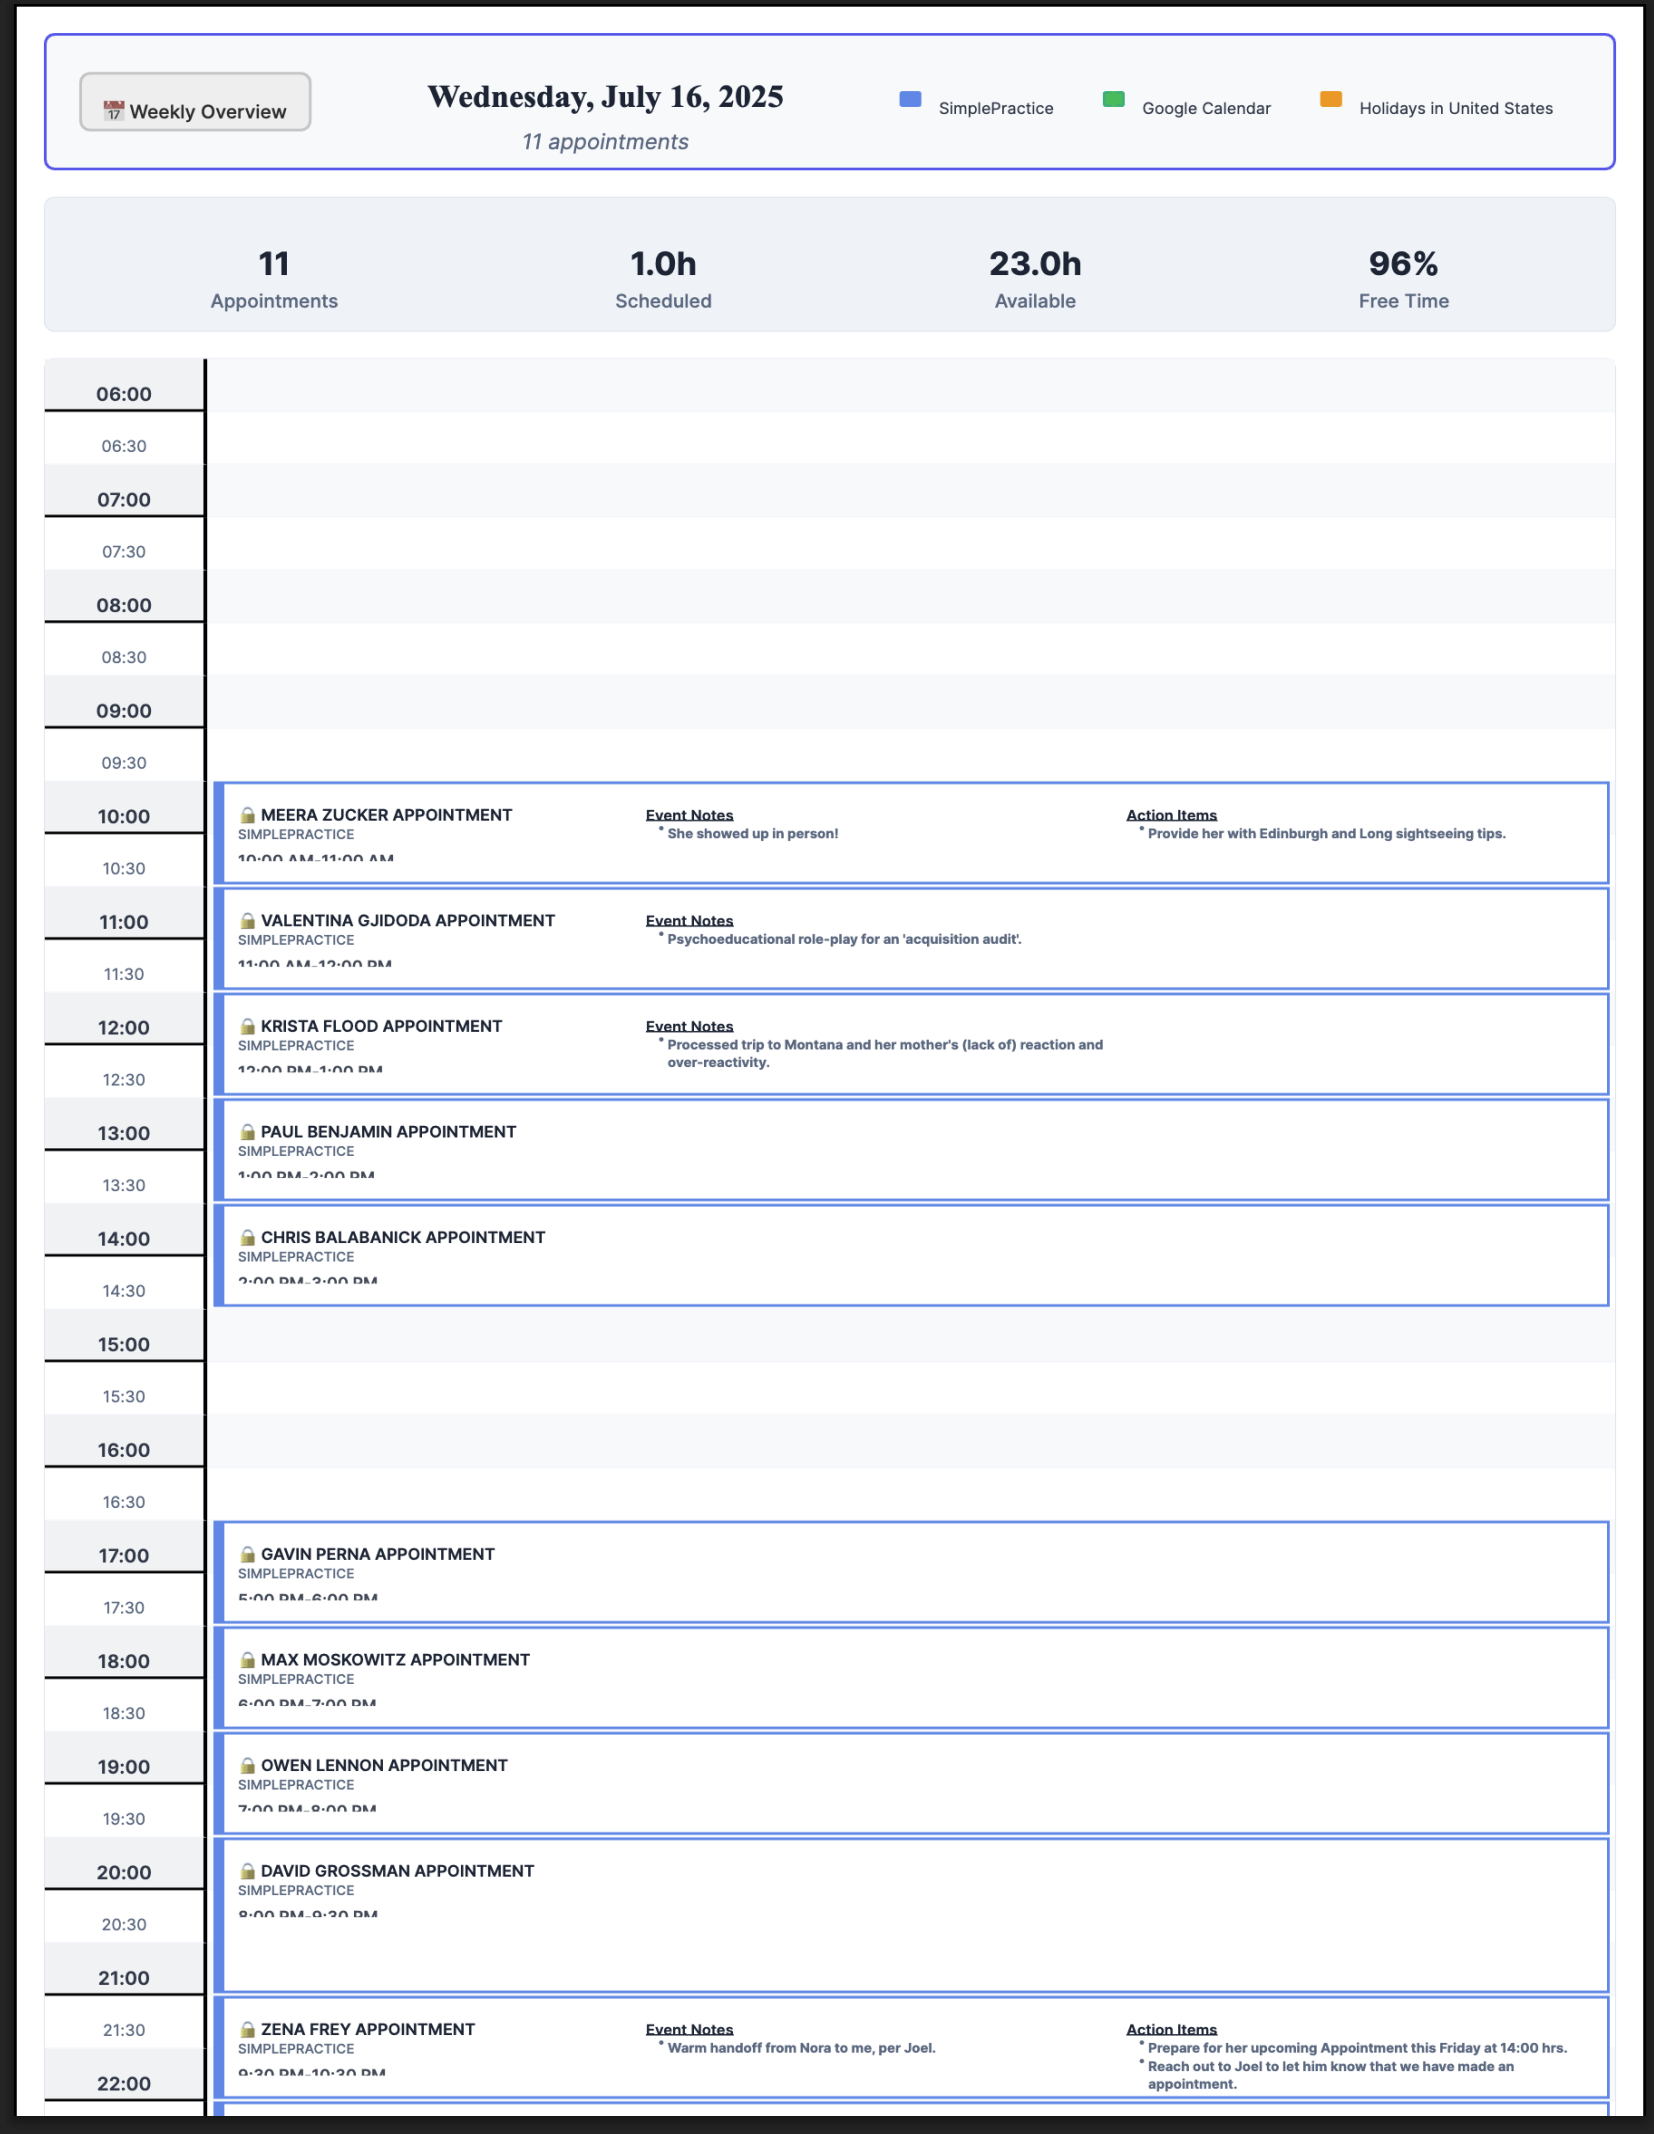 Weekly Overview
Wednesday, July 16, 2025
11 appointments
SimplePractice
Google Calendar
Holidays in United States
11
Appointments
1.0h
Scheduled
23.0h
Available
96%
Free Time
06:00
06:30
07:00
07:30
08:00
08:30
09:00
09:30
10:00
MEERA ZUCKER APPOINTMENT
SIMPLEPRACTICE
10:00 AM-11:00 AM
Event Notes
• She showed up in person!
Action Items
• Provide her with Edinburgh and Long sightseeing tips.
10:30
11:00
VALENTINA GJIDODA APPOINTMENT
SIMPLEPRACTICE
11:00 AM-12:00 PM
Event Notes
• Psychoeducational role-play for an 'acquisition audit'.
11:30
12:00
KRISTA FLOOD APPOINTMENT
SIMPLEPRACTICE
12:00 PM-1:00 PM
Event Notes
• Processed trip to Montana and her mother's (lack of) reaction and
over-reactivity.
12:30
13:00
PAUL BENJAMIN APPOINTMENT
SIMPLEPRACTICE
1:00 PM-2:00 PM
13:30
14:00
CHRIS BALABANICK APPOINTMENT
SIMPLEPRACTICE
2:00 PM-3:00 PM
14:30
15:00
15:30
16:00
16:30
17:00
GAVIN PERNA APPOINTMENT
SIMPLEPRACTICE
5:00 PM-6:00 PM
17:30
18:00
MAX MOSKOWITZ APPOINTMENT
SIMPLEPRACTICE
6:00 PM-7:00 PM
18:30
19:00
OWEN LENNON APPOINTMENT
SIMPLEPRACTICE
7:00 PM-8:00 PM
19:30
20:00
DAVID GROSSMAN APPOINTMENT
SIMPLEPRACTICE
8:00 PM-9:30 PM
20:30
21:00
21:30
ZENA FREY APPOINTMENT
SIMPLEPRACTICE
9:30 PM-10:30 PM
Event Notes
• Warm handoff from Nora to me, per Joel.
Action Items
• Prepare for her upcoming Appointment this Friday at 14:00 hrs.
• Reach out to Joel to let him know that we have made an
appointment.
22:00